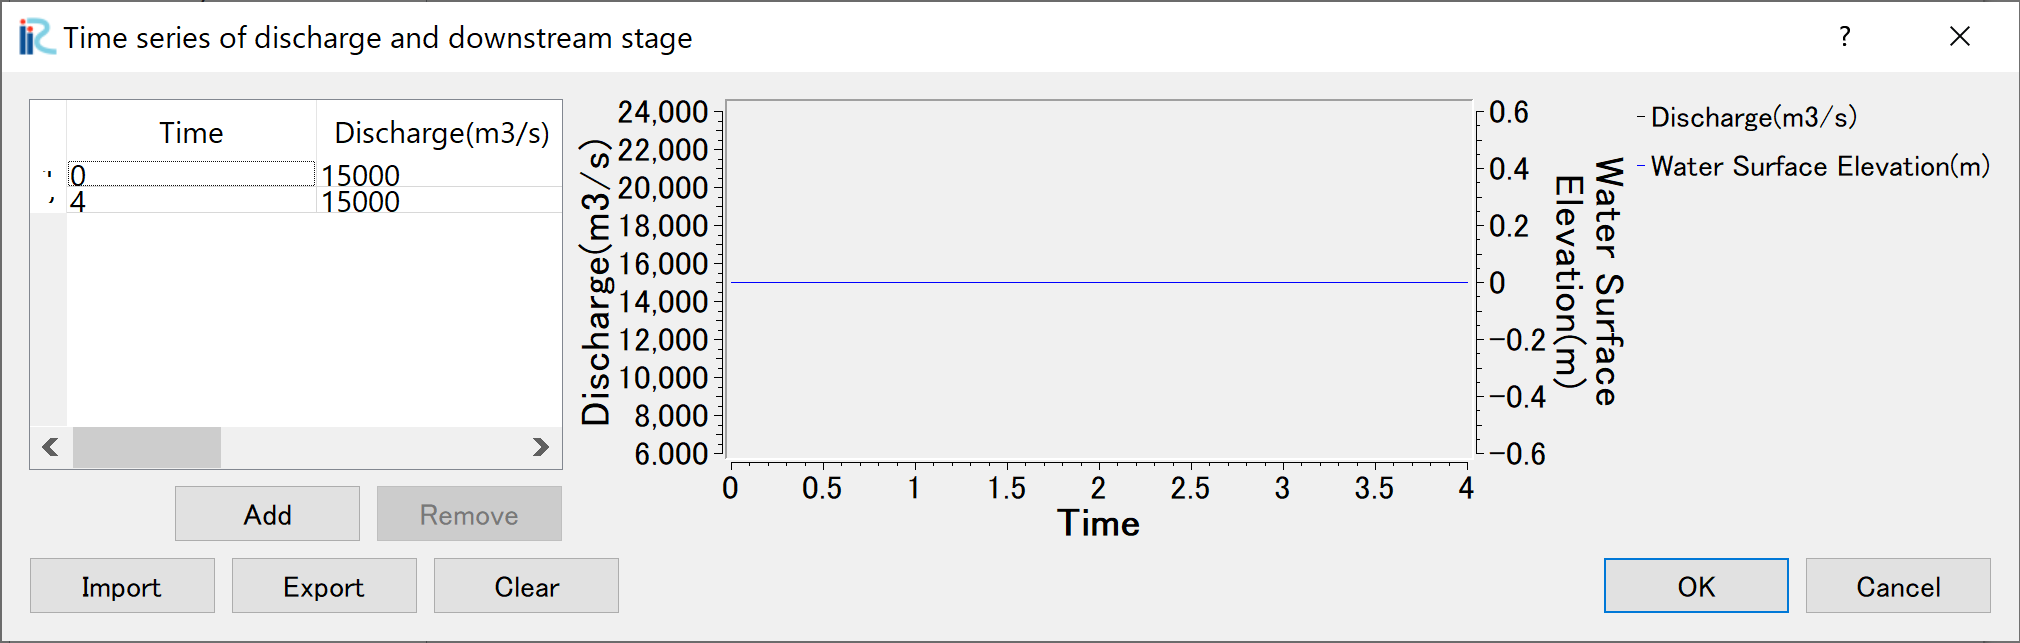 Time series of discharge and downstream stage
?
Time Discharge(m3/s)
0 15000
4 15000
Add Remove
Import Export Clear
Discharge(m3/s)
24,000
22,000
20,000
18,000
16,000
14,000
12,000
10,000
8,000
6.000
0 0.5 1 1.5 2 2.5 3 3.5 4
Time
0.6
0.4
0.2
0
-0.2
-0.4
-0.6
Water Surface
Elevation(m)
Discharge(m3/s)
Water Surface Elevation(m)
OK Cancel